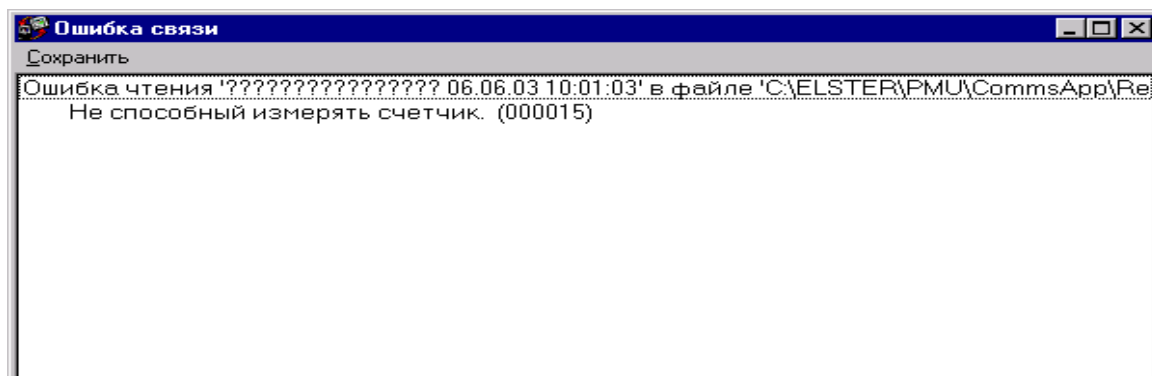 Ошибка связи
Сохранить
Ошибка чтения '???????????????? 06.06.03 10:01:03' в файле 'C:\ELSTER\PMU\CommsApp\Re
Не способный измерять счетчик. (000015)